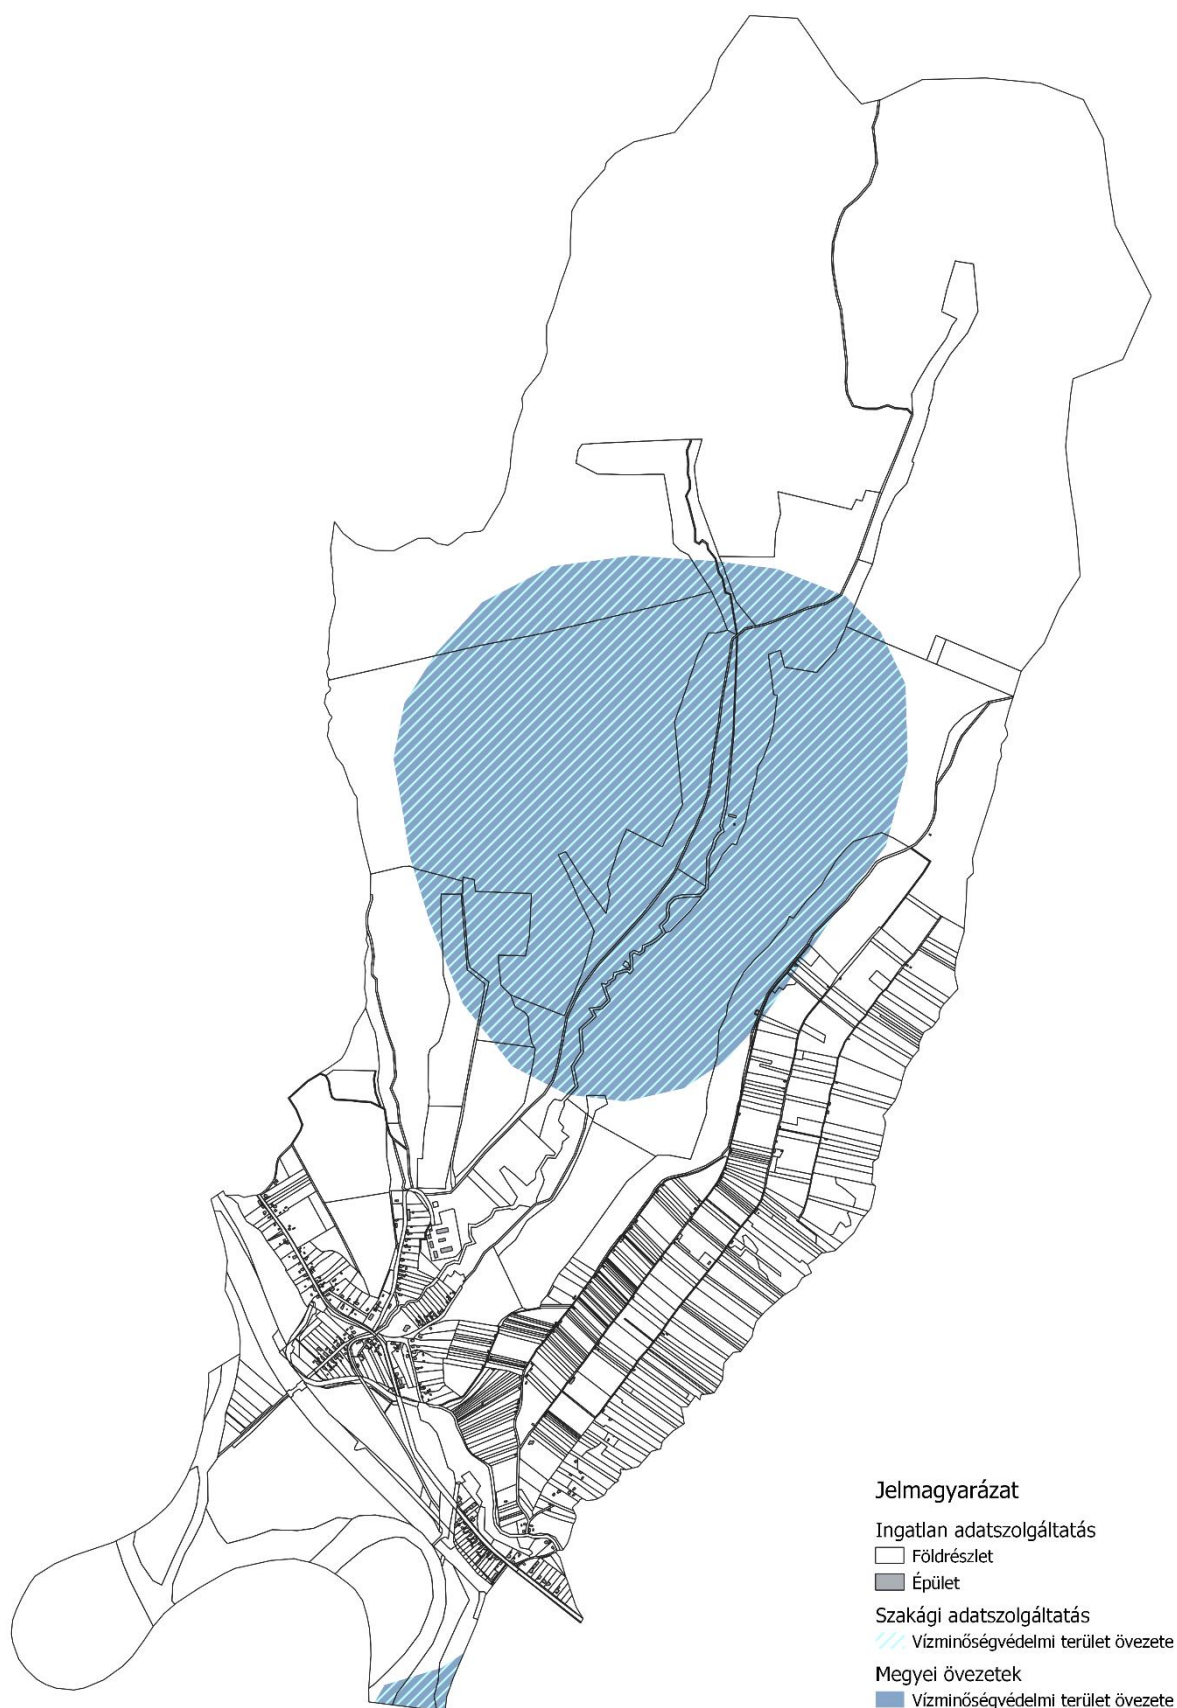 Jelmagyarázat
Ingatlan adatszolgáltatás
Földrészlet
Épület
Szakági adatszolgáltatás
Vízminőségvédelmi terület övezete
Megyei övezetek
Vízminőségvédelmi terület övezete